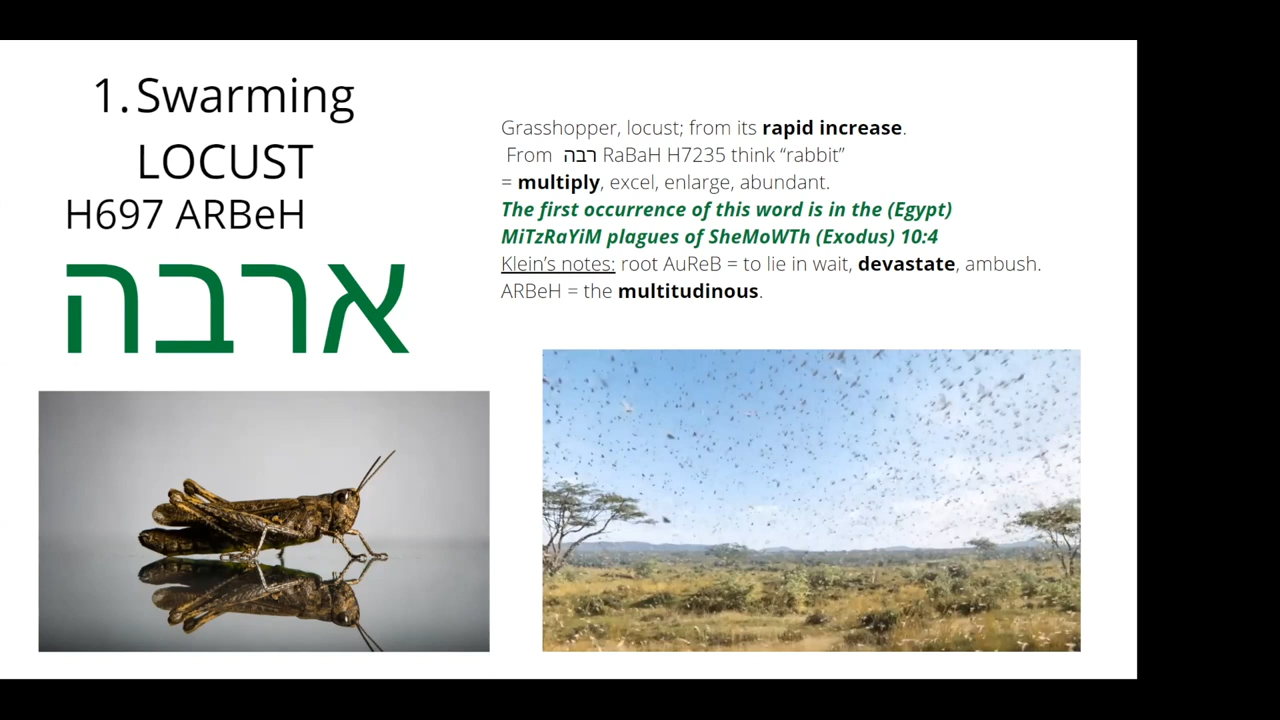 1. Swarming
LOCUST
H697 ARBeH
ארבה
Grasshopper, locust; from its rapid increase.
From רבה RaBaH H7235 think “rabbit”
= multiply, excel, enlarge, abundant.
The first occurrence of this word is in the (Egypt)
MiTzRaYiM plagues of SheMoWTh (Exodus) 10:4
Klein’s notes: root AuReB = to lie in wait, devastate, ambush.
ARBeH = the multitudinous.